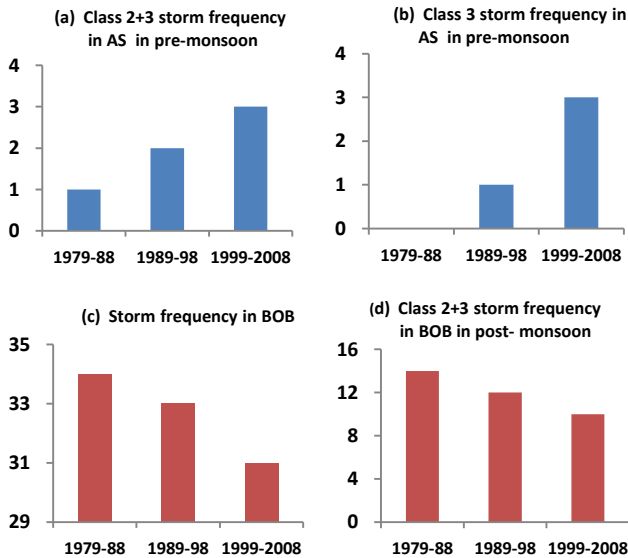 (a) Class 2+3 storm frequency
in AS in pre-monsoon
4
3
2
1
0
1979-88 1989-98 1999-2008
(b) Class 3 storm frequency in
AS in pre-monsoon
4
3
2
1
0
1979-88 1989-98 1999-2008
(c) Storm frequency in BOB
35
33
31
29
1979-88 1989-98 1999-2008
(d) Class 2+3 storm frequency
in BOB in post- monsoon
16
12
8
4
0
1979-88 1989-98 1999-2008